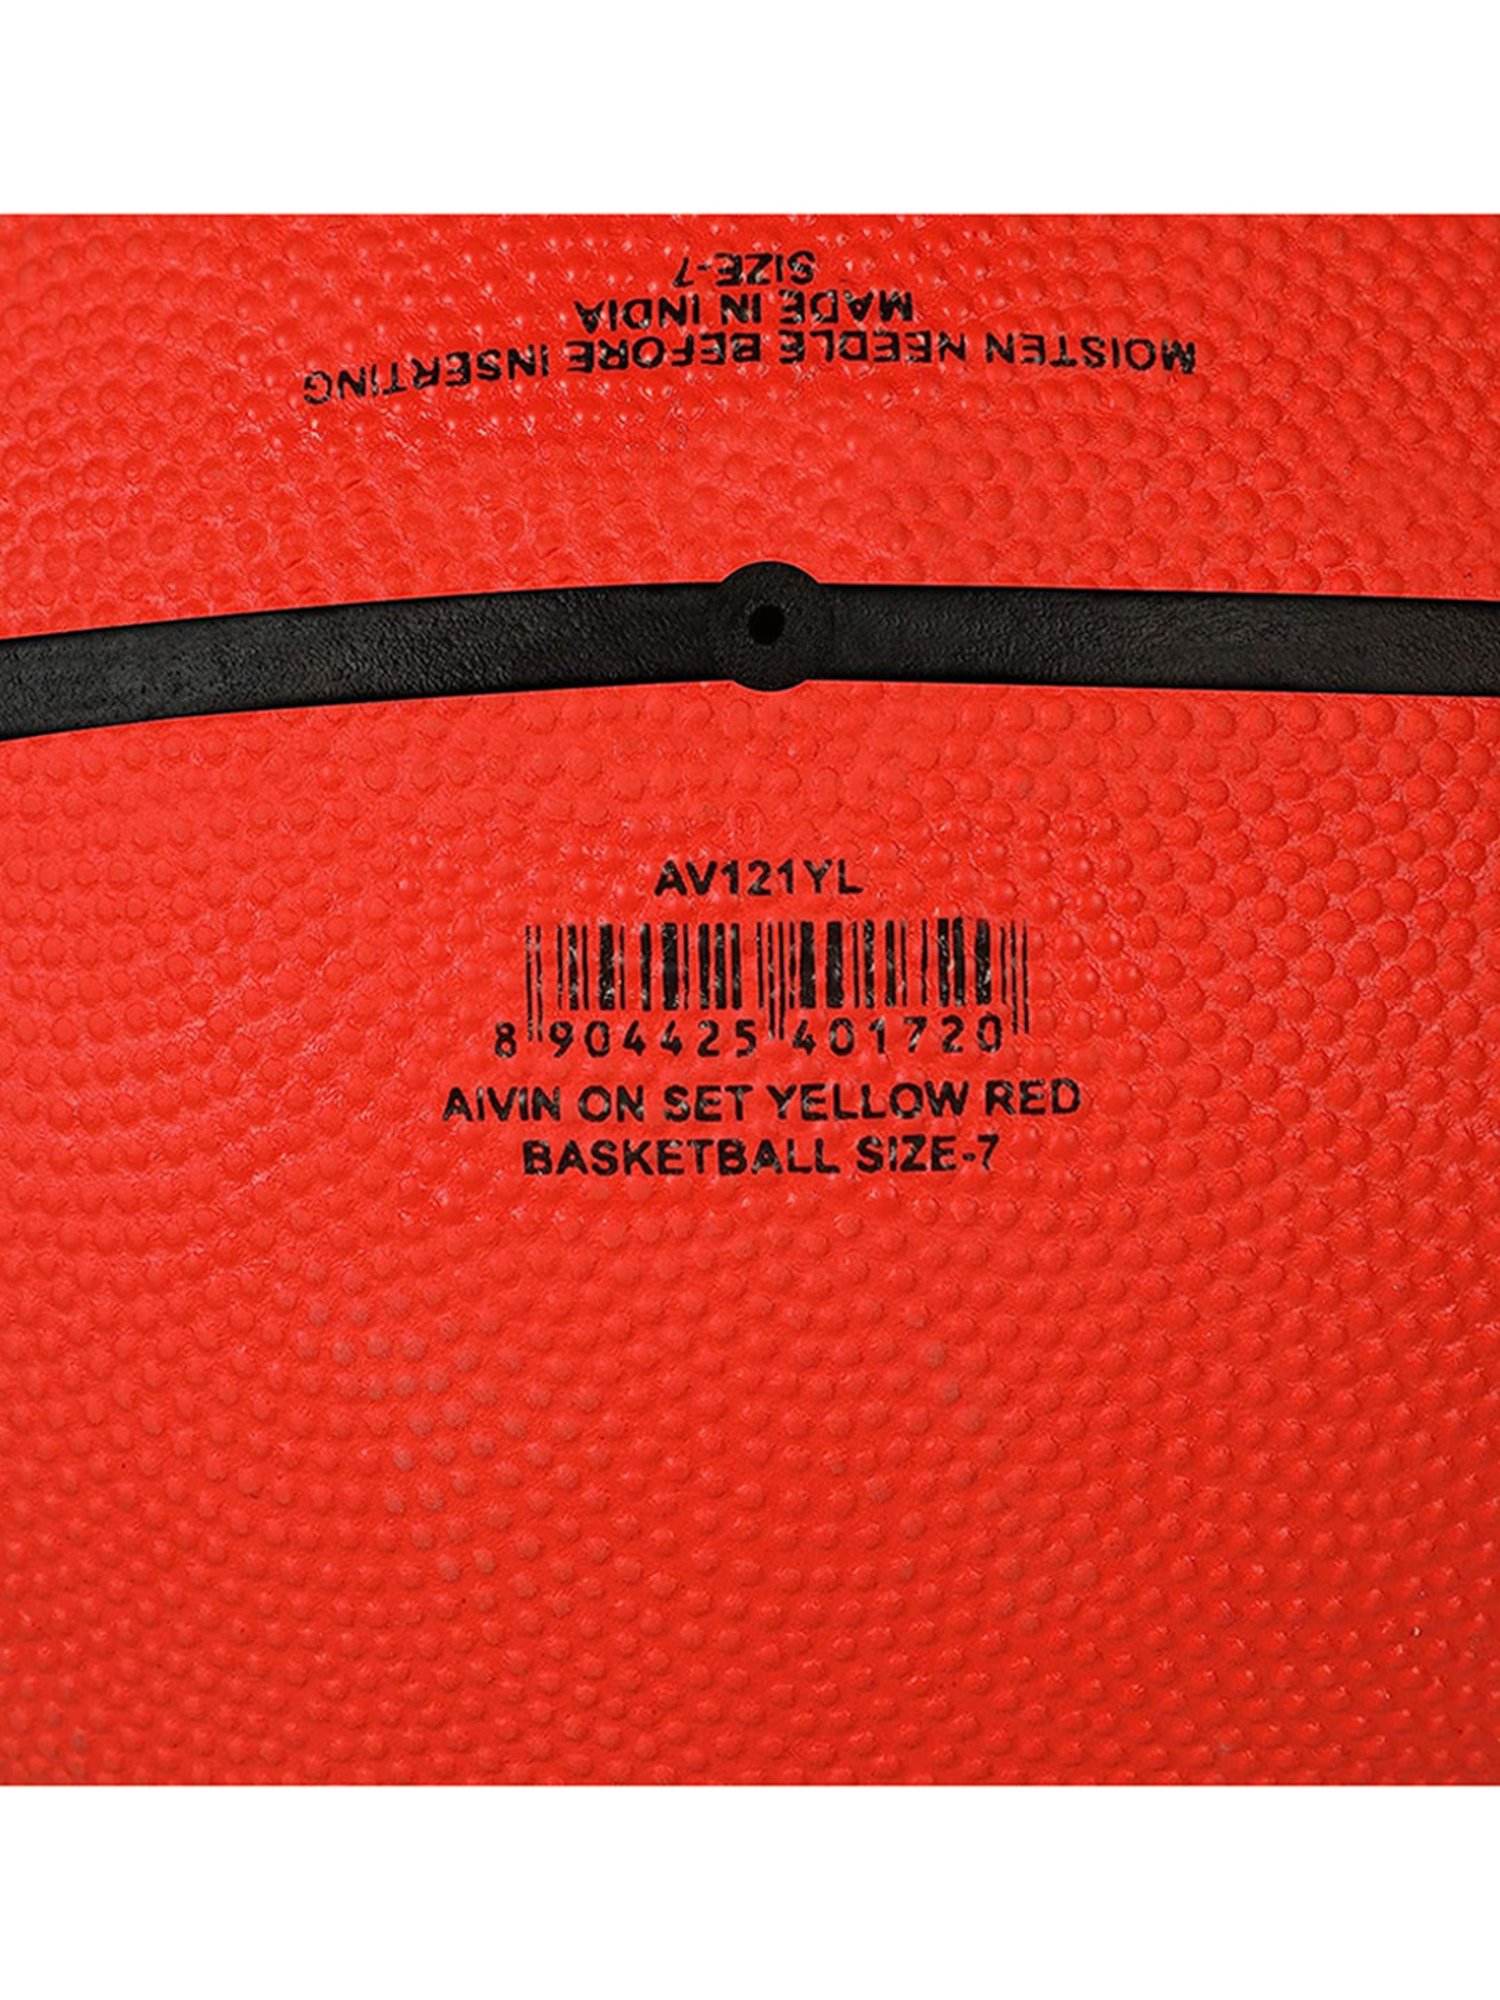 MOISTEN NEEDLE BEFORE INSERTING
MADE IN INDIA
SIZE-7
AV121YL
8 904425 401720
AIVIN ON SET YELLOW RED
BASKETBALL SIZE-7